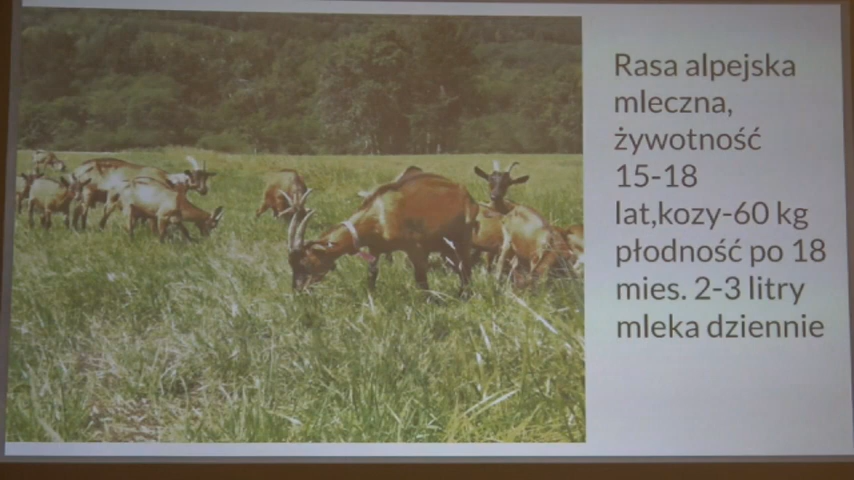 Rasa alpejska
mleczna,
żywotność
15-18
lat,kozy-60 kg
płodność po 18
mies. 2-3 litry
mleka dziennie